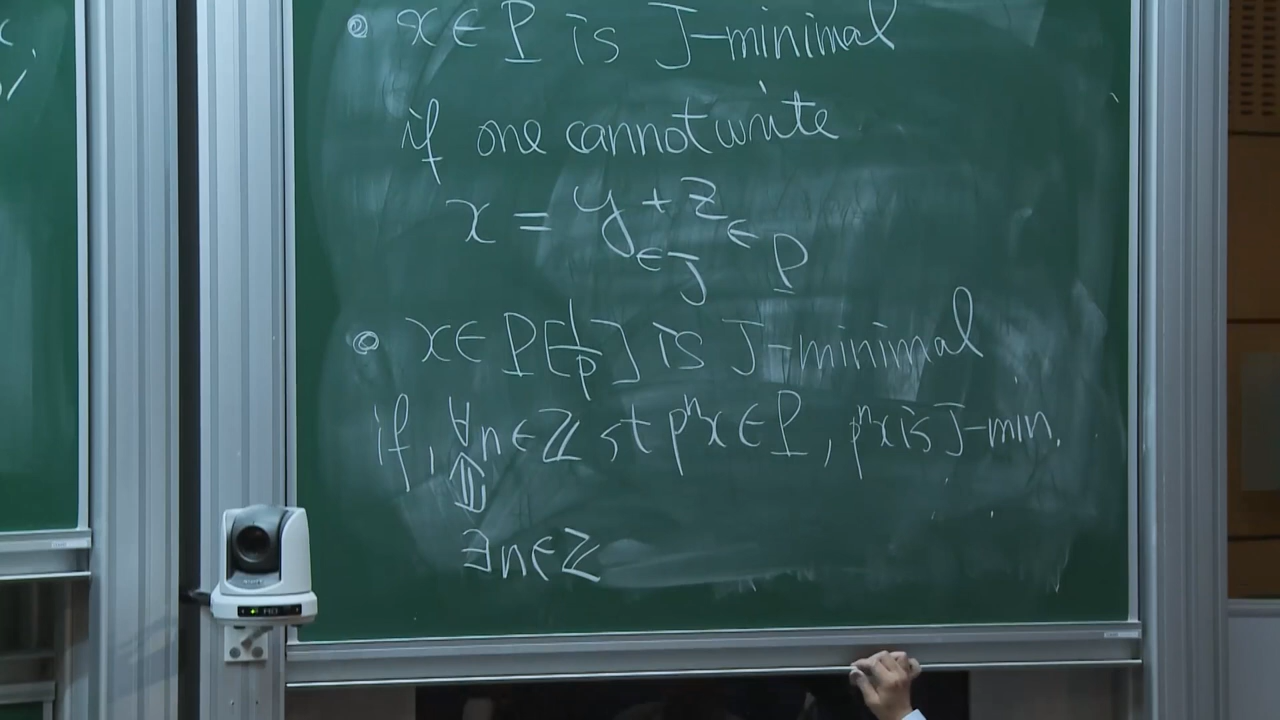 • x ∈ P is J-minimal
if one cannot write
x = y + z
∈ J ∈ P
• x ∈ P[1/p] is J-minimal
if, ∀n ∈ ℤ st pⁿx ∈ P, pⁿx is J-min.
⇕
∃n ∈ ℤ